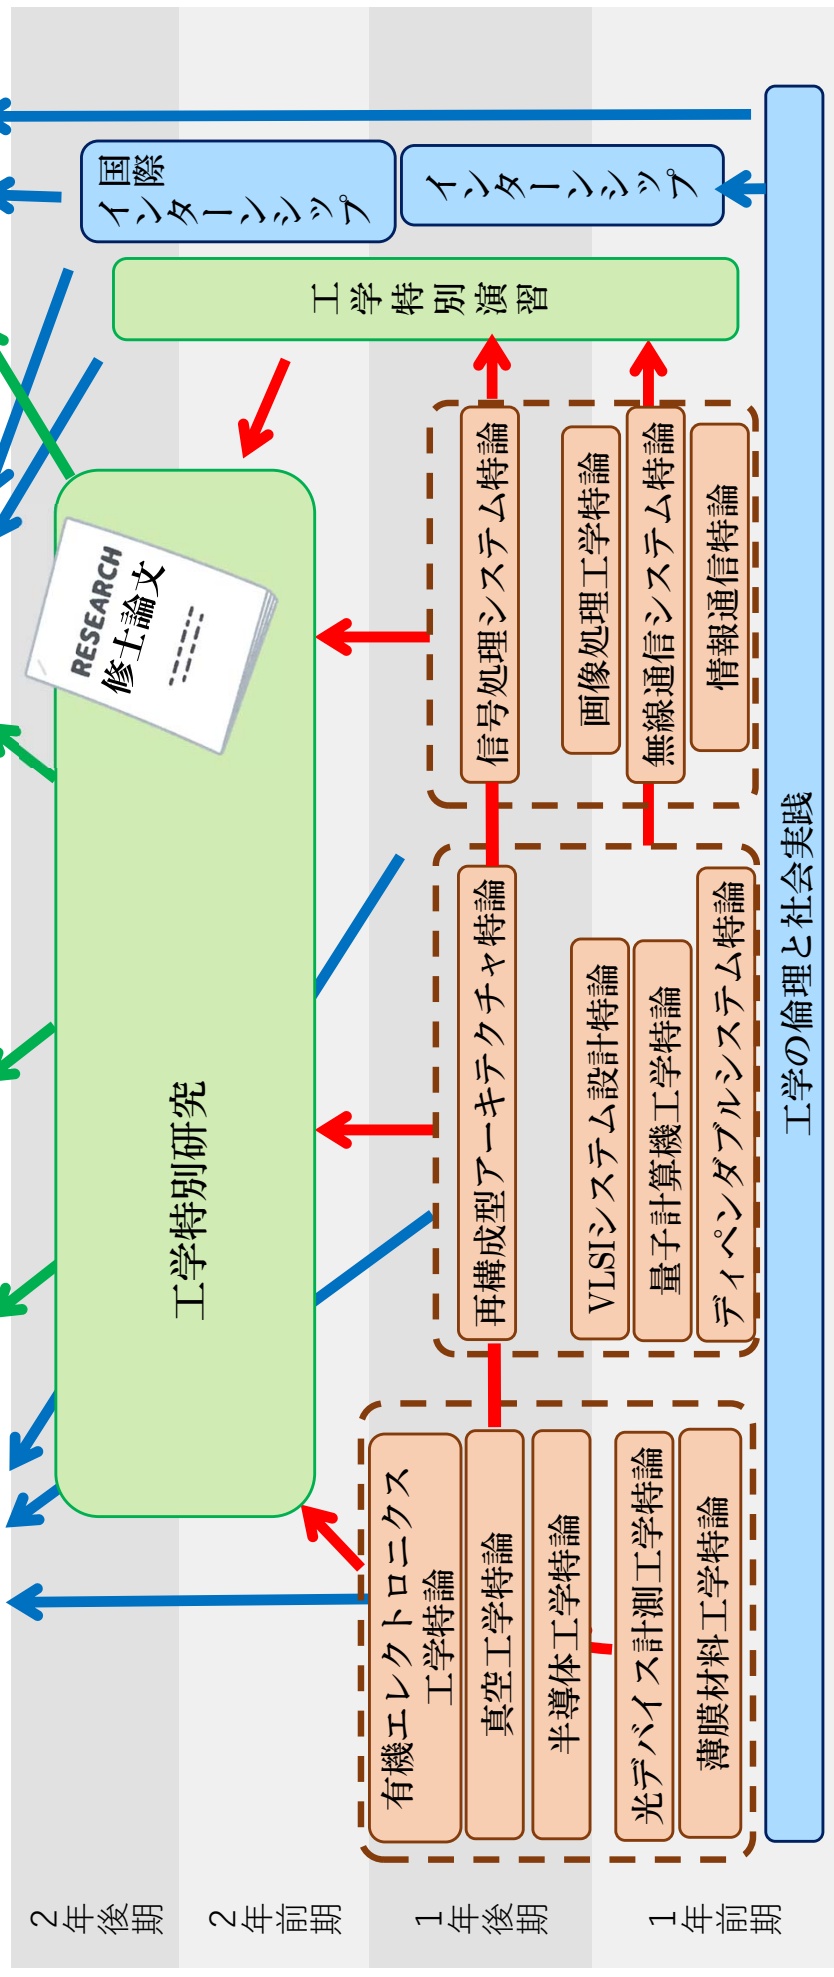 2年後期
2年前期
1年後期
1年前期
国際
インターンシップ
インターンシップ
工学特別演習
RESEARCH
修士論文
工学特別研究
信号処理システム特論
画像処理工学特論
無線通信システム特論
情報通信特論
再構成型アーキテクチャ特論
VLSIシステム設計特論
量子計算機工学特論
ディペンダブルシステム特論
有機エレクトロニクス
工学特論
真空工学特論
半導体工学特論
光デバイス計測工学特論
薄膜材料工学特論
工学の倫理と社会実践